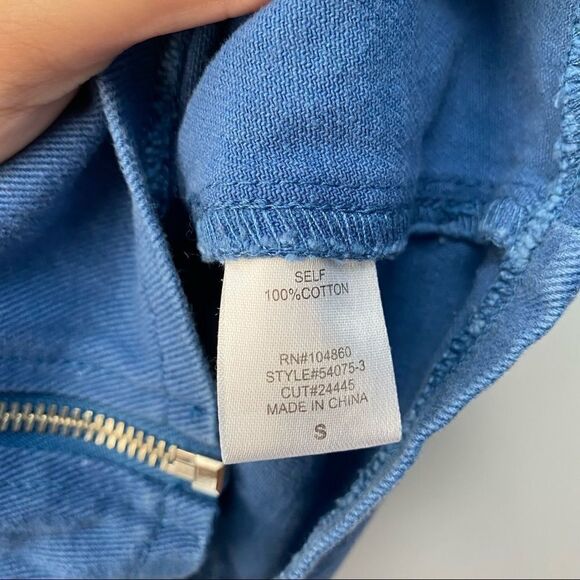 SELF
100%COTTON
RN#104860
STYLE#54075-3
CUT#24445
MADE IN CHINA
S